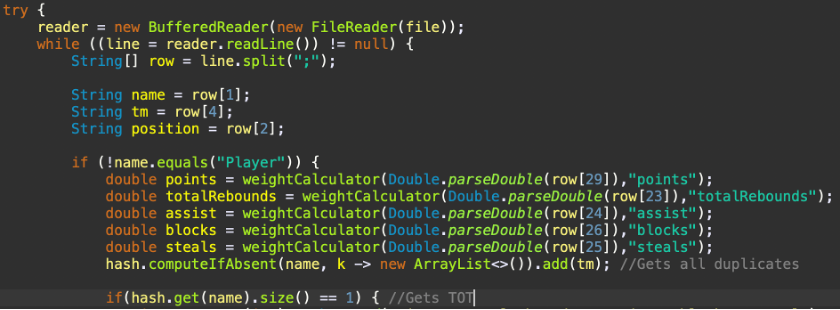 try {
reader = new BufferedReader(new FileReader(file));
while ((line = reader.readLine()) != null) {
String[] row = line.split(";");
String name = row[1];
String tm = row[4];
String position = row[2];
if (!name.equals("Player")) {
double points = weightCalculator(Double.parseDouble(row[29]),"points");
double totalRebounds = weightCalculator(Double.parseDouble(row[23]),"totalRebounds");
double assist = weightCalculator(Double.parseDouble(row[24]),"assist");
double blocks = weightCalculator(Double.parseDouble(row[26]),"blocks");
double steals = weightCalculator(Double.parseDouble(row[25]),"steals");
hash.computeIfAbsent(name, k -> new ArrayList<>()).add(tm); //Gets all duplicates
if(hash.get(name).size() == 1) { //Gets TOT